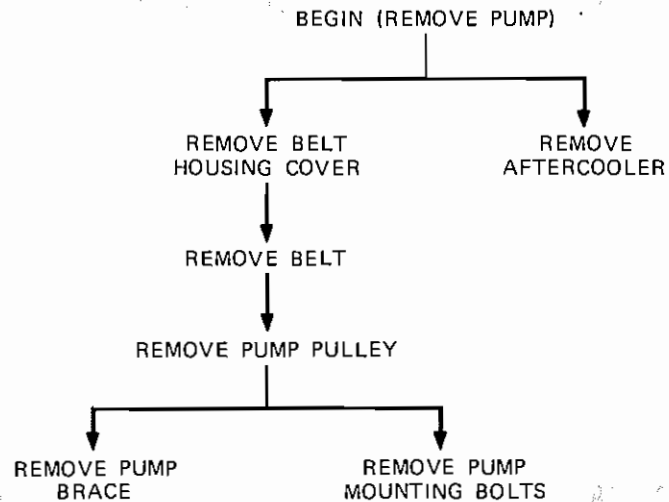 BEGIN (REMOVE PUMP)
REMOVE BELT
HOUSING COVER
REMOVE
AFTERCOOLER
REMOVE BELT
REMOVE PUMP PULLEY
REMOVE PUMP
BRACE
REMOVE PUMP
MOUNTING BOLTS